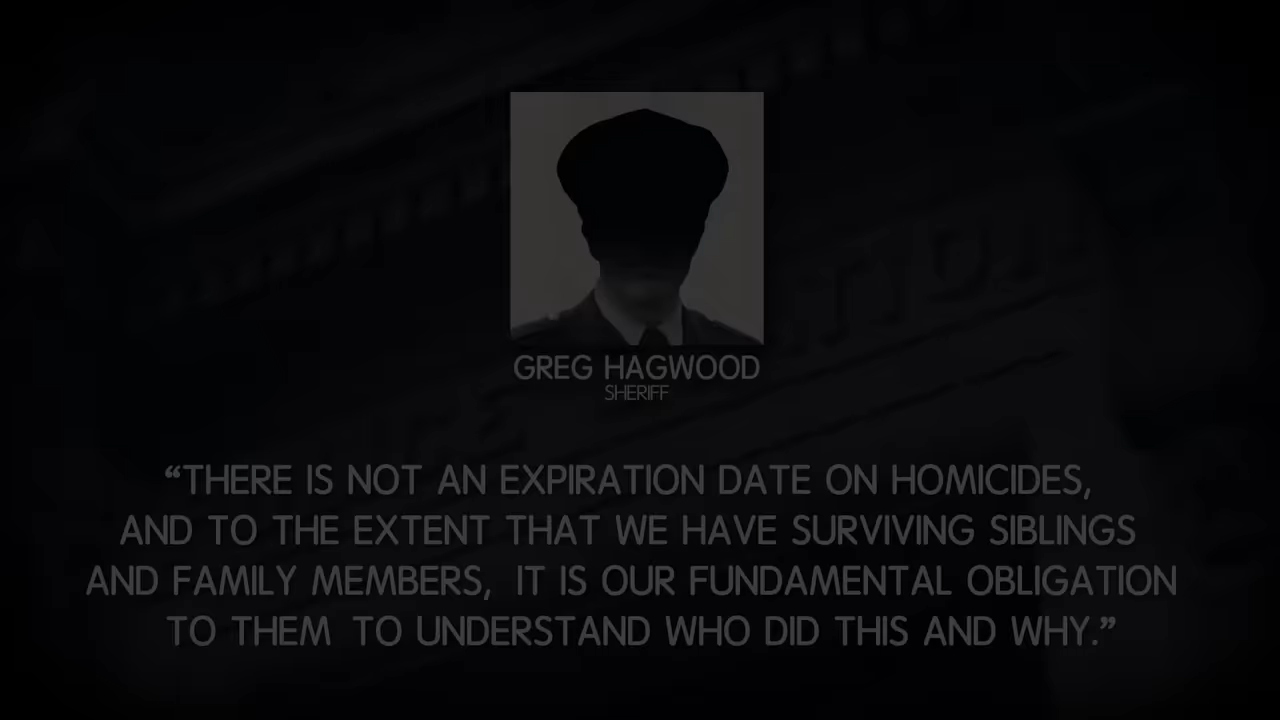 GREG HAGWOOD
SHERIFF
“THERE IS NOT AN EXPIRATION DATE ON HOMICIDES,
AND TO THE EXTENT THAT WE HAVE SURVIVING SIBLINGS
AND FAMILY MEMBERS, IT IS OUR FUNDAMENTAL OBLIGATION
TO THEM TO UNDERSTAND WHO DID THIS AND WHY.”